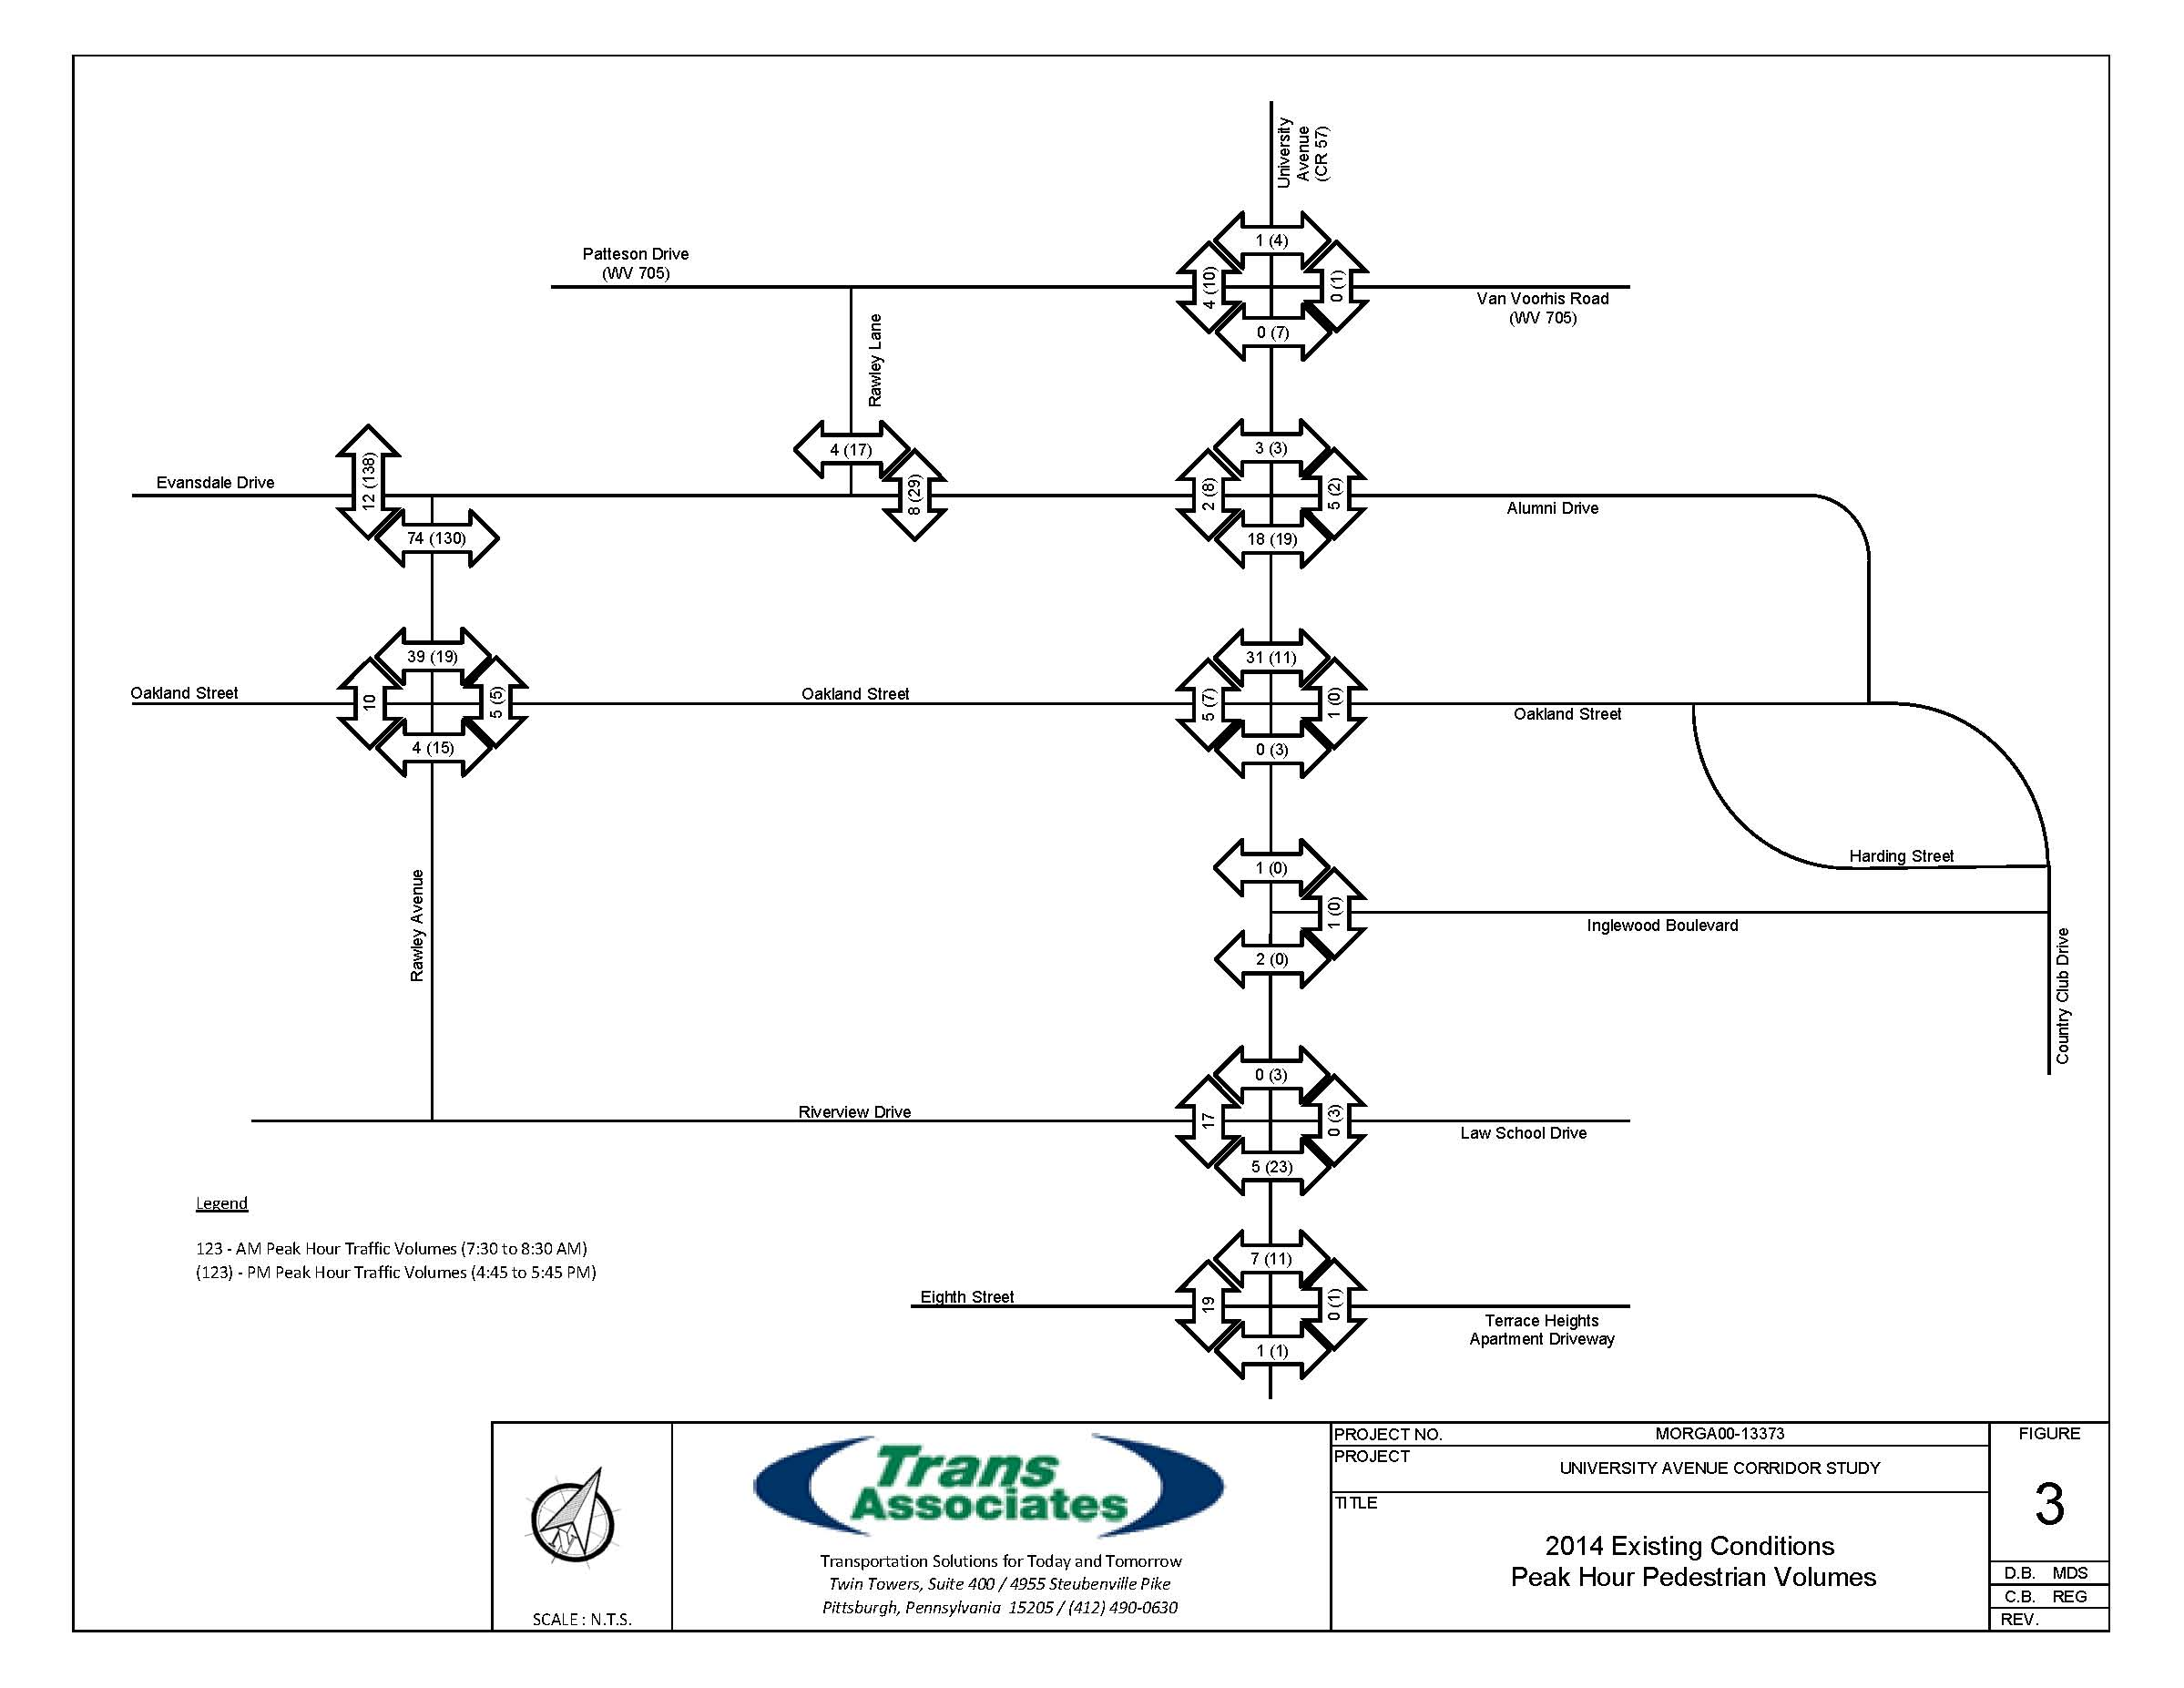 University
Avenue
(CR 57)
1 (4)
Patteson Drive
(WV 705)
4 (10)
0 (1)
Van Voorhis Road
(WV 705)
0 (7)
Rawley Lane
4 (17)
8 (29)
3 (3)
2 (8)
5 (2)
18 (19)
Alumni Drive
Evansdale Drive
12 (138)
74 (130)
39 (19)
10
5 (5)
4 (15)
Oakland Street
Oakland Street
31 (11)
5 (7)
1 (0)
0 (3)
Oakland Street
Harding Street
1 (0)
1 (0)
2 (0)
Inglewood Boulevard
Country Club Drive
Rawley Avenue
Riverview Drive
0 (3)
17
0 (3)
5 (23)
Law School Drive
Legend
123 - AM Peak Hour Traffic Volumes (7:30 to 8:30 AM)
(123) - PM Peak Hour Traffic Volumes (4:45 to 5:45 PM)
Eighth Street
7 (11)
19
0 (1)
1 (1)
Terrace Heights
Apartment Driveway
SCALE : N.T.S.
Trans
Associates
Transportation Solutions for Today and Tomorrow
Twin Towers, Suite 400 / 4955 Steubenville Pike
Pittsburgh, Pennsylvania 15205 / (412) 490-0630
PROJECT NO. MORGA00-13373
PROJECT
UNIVERSITY AVENUE CORRIDOR STUDY
TITLE
2014 Existing Conditions
Peak Hour Pedestrian Volumes
FIGURE
3
D.B. MDS
C.B. REG
REV.